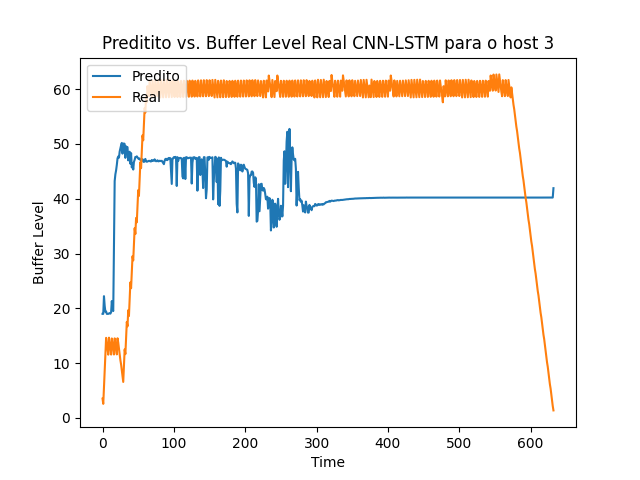 Preditito vs. Buffer Level Real CNN-LSTM para o host 3
Predito
Real
60
50
40
30
20
10
0
Buffer Level
0 100 200 300 400 500 600
Time